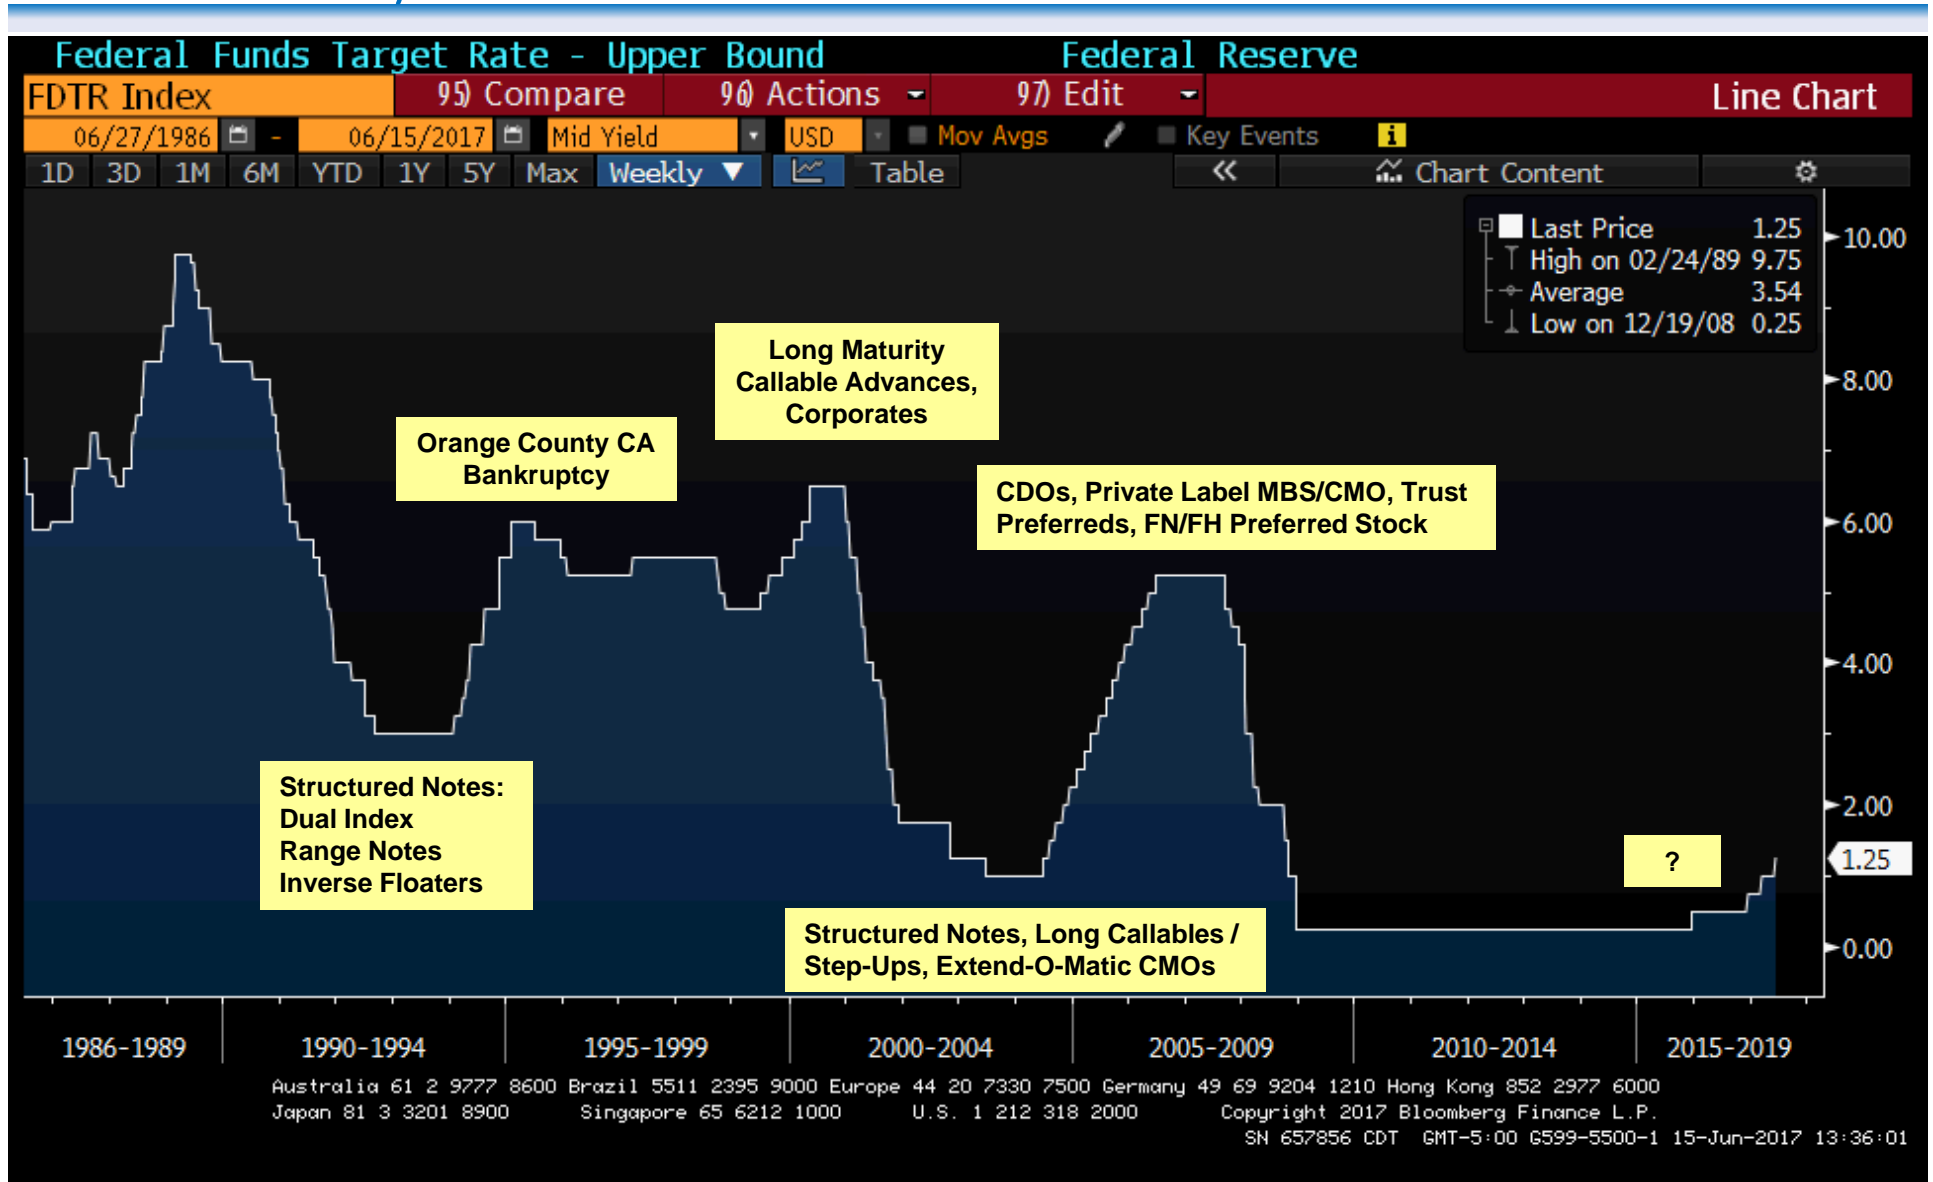 Federal Funds Target Rate - Upper Bound Federal Reserve
FDTR Index 95) Compare 96) Actions 97) Edit Line Chart
06/27/1986 - 06/15/2017 Mid Yield USD Mov Avgs Key Events i
1D 3D 1M 6M YTD 1Y 5Y Max Weekly ▼ Table « Chart Content
Last Price 1.25
High on 02/24/89 9.75
Average 3.54
Low on 12/19/08 0.25
10.00
8.00
6.00
4.00
2.00
1.25
0.00
Long Maturity
Callable Advances,
Corporates
Orange County CA
Bankruptcy
CDOs, Private Label MBS/CMO, Trust
Preferreds, FN/FH Preferred Stock
Structured Notes:
Dual Index
Range Notes
Inverse Floaters
?
Structured Notes, Long Callables /
Step-Ups, Extend-O-Matic CMOs
1986-1989 1990-1994 1995-1999 2000-2004 2005-2009 2010-2014 2015-2019
Australia 61 2 9777 8600 Brazil 5511 2395 9000 Europe 44 20 7330 7500 Germany 49 69 9204 1210 Hong Kong 852 2977 6000
Japan 81 3 3201 8900 Singapore 65 6212 1000 U.S. 1 212 318 2000 Copyright 2017 Bloomberg Finance L.P.
SN 657856 CDT GMT-5:00 G599-5500-1 15-Jun-2017 13:36:01